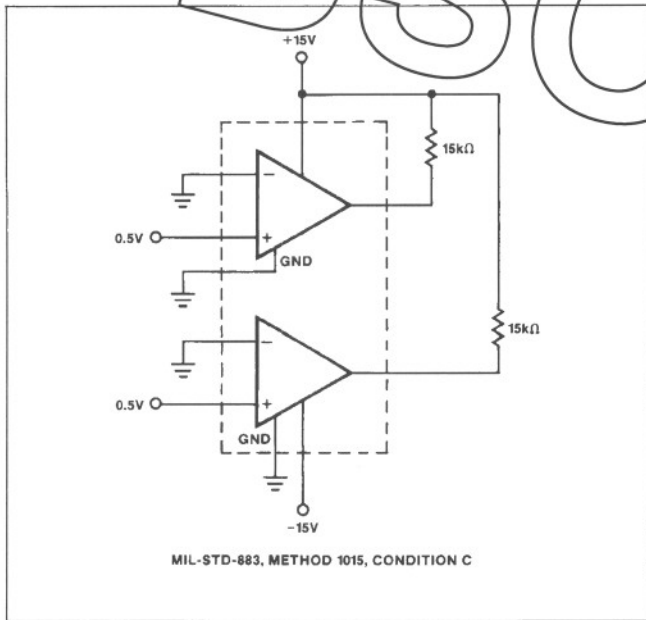 +15V
15kΩ
−
0.5V
+
GND
15kΩ
−
0.5V
+
GND
−15V
MIL-STD-883, METHOD 1015, CONDITION C